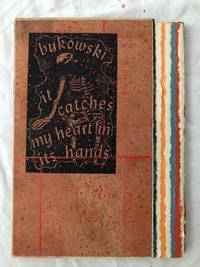 bukowski
it
catches
my heart in
its hands